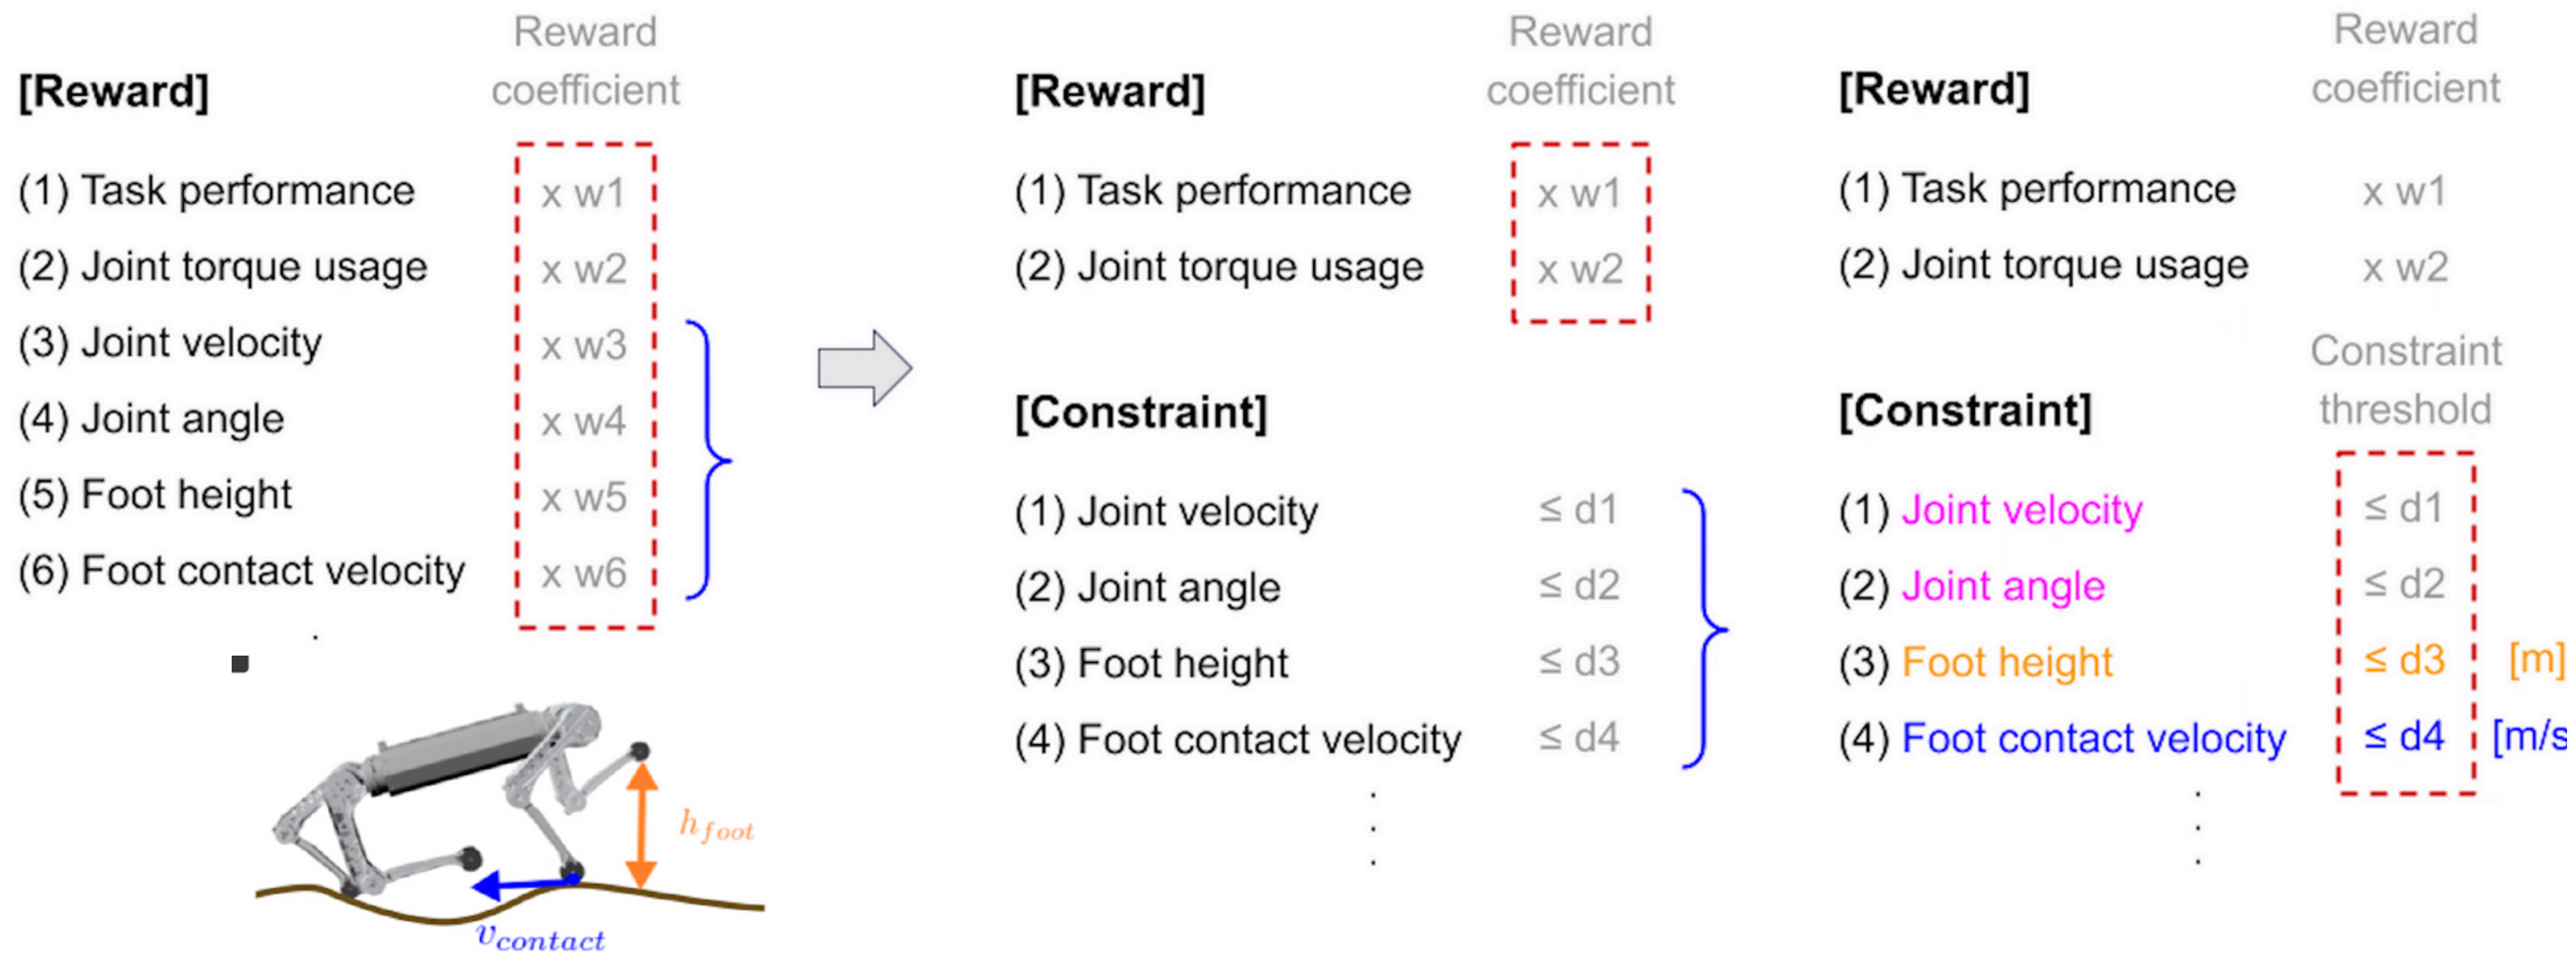 Reward
coefficient
[Reward]
(1) Task performance x w1
(2) Joint torque usage x w2
(3) Joint velocity x w3
(4) Joint angle x w4
(5) Foot height x w5
(6) Foot contact velocity x w6
h_foot
v_contact
Reward
coefficient
[Reward]
(1) Task performance x w1
(2) Joint torque usage x w2
[Constraint]
(1) Joint velocity ≤ d1
(2) Joint angle ≤ d2
(3) Foot height ≤ d3
(4) Foot contact velocity ≤ d4
Reward
coefficient
[Reward]
(1) Task performance x w1
(2) Joint torque usage x w2
Constraint
threshold
[Constraint]
(1) Joint velocity ≤ d1
(2) Joint angle ≤ d2
(3) Foot height ≤ d3 [m]
(4) Foot contact velocity ≤ d4 [m/s